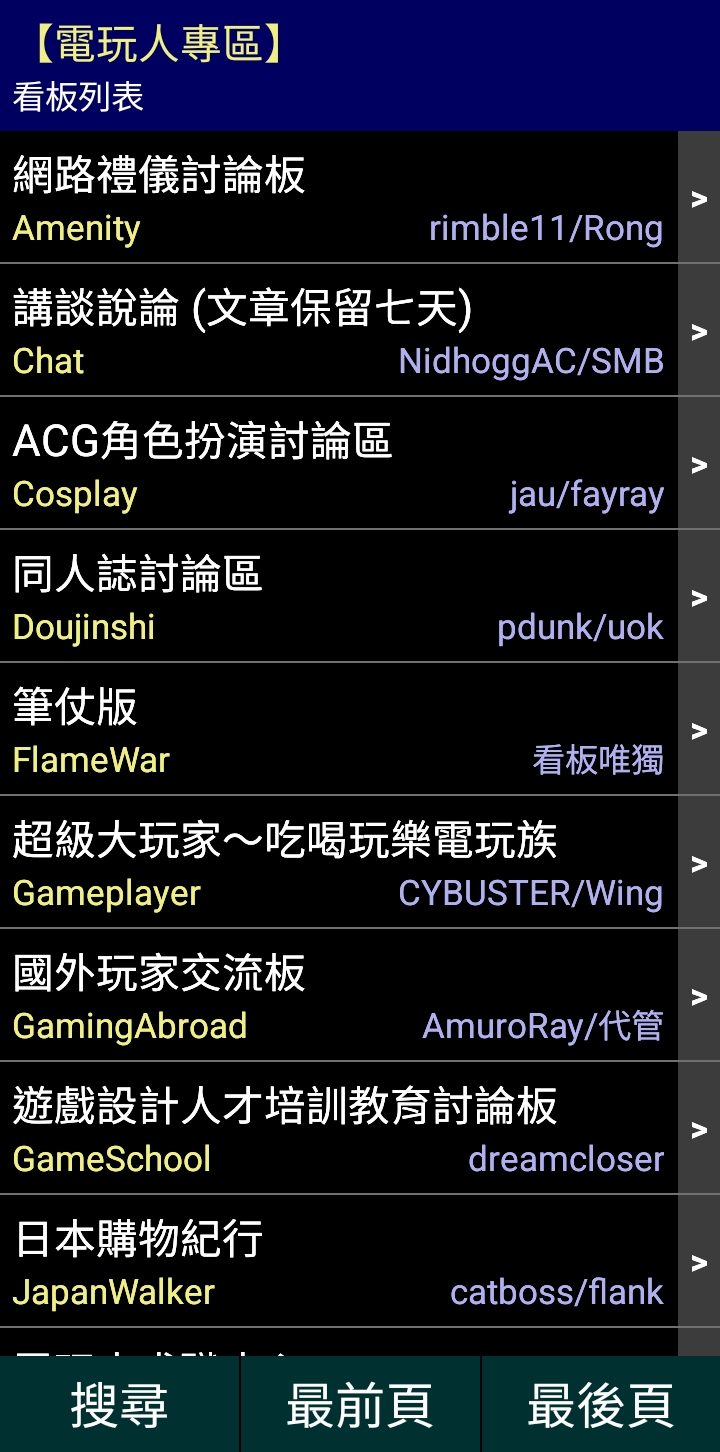 【電玩人專區】
看板列表
網路禮儀討論板
Amenity rimble11/Rong
>
講談說論 (文章保留七天)
Chat NidhoggAC/SMB
>
ACG角色扮演討論區
Cosplay jau/fayray
>
同人誌討論區
Doujinshi pdunk/uok
>
筆仗版
FlameWar 看板唯獨
>
超級大玩家～吃喝玩樂電玩族
Gameplayer CYBUSTER/Wing
>
國外玩家交流板
GamingAbroad AmuroRay/代管
>
遊戲設計人才培訓教育討論板
GameSchool dreamcloser
>
日本購物紀行
JapanWalker catboss/flank
>
搜尋 最前頁 最後頁